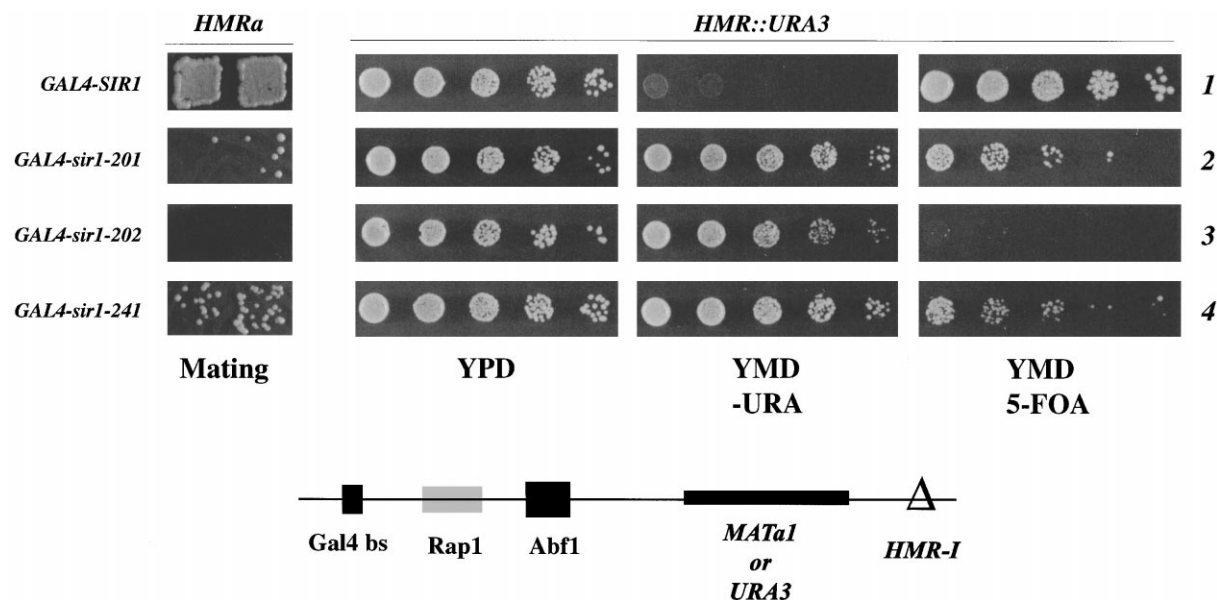 HMRa
HMR::URA3
GAL4-SIR1
1
GAL4-sir1-201
2
GAL4-sir1-202
3
GAL4-sir1-241
4
Mating
YPD
YMD
-URA
YMD
5-FOA
Gal4 bs
Rap1
Abf1
MATa1
or
URA3
Δ
HMR-I